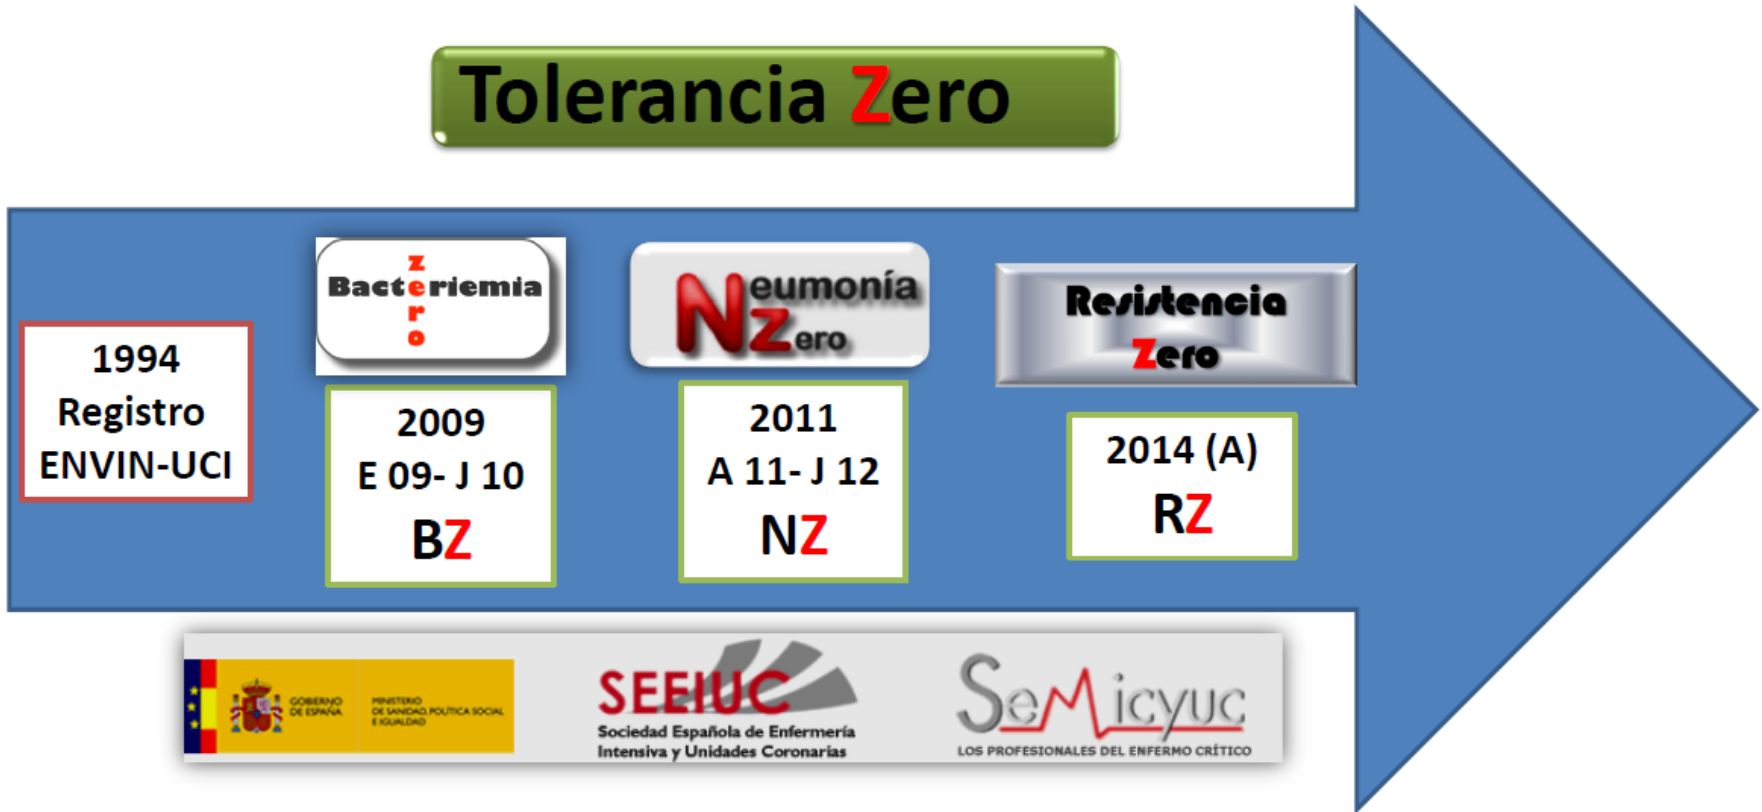 Tolerancia Zero
Bacteriemia
zero
Neumonía
Zero
Resistencia
Zero
1994
Registro
ENVIN-UCI
2009
E 09- J 10
BZ
2011
A 11- J 12
NZ
2014 (A)
RZ
GOBIERNO
DE ESPAÑA
MINISTERIO
DE SANIDAD, POLÍTICA SOCIAL
E IGUALDAD
SEEIUC
Sociedad Española de Enfermería
Intensiva y Unidades Coronarias
SeMicyuc
LOS PROFESIONALES DEL ENFERMO CRÍTICO